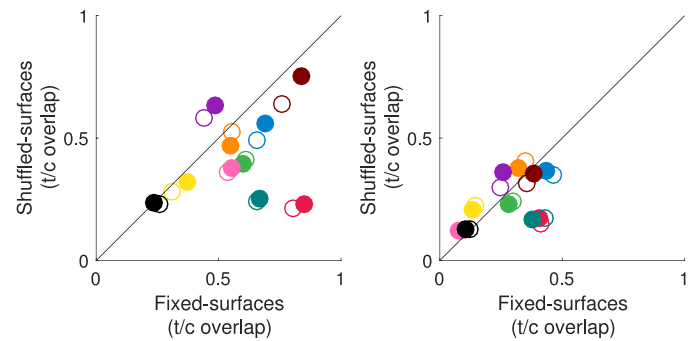 1
0.5
0
Shuffled-surfaces
(t/c overlap)
0
0.5
1
Fixed-surfaces
(t/c overlap)
1
0.5
0
Shuffled-surfaces
(t/c overlap)
0
0.5
1
Fixed-surfaces
(t/c overlap)